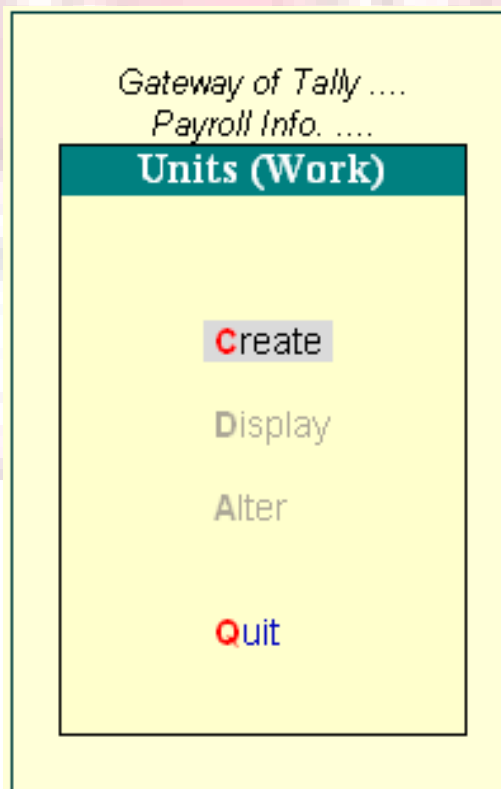 Gateway of Tally ....
Payroll Info. ....
Units (Work)
Create
Display
Alter
Quit